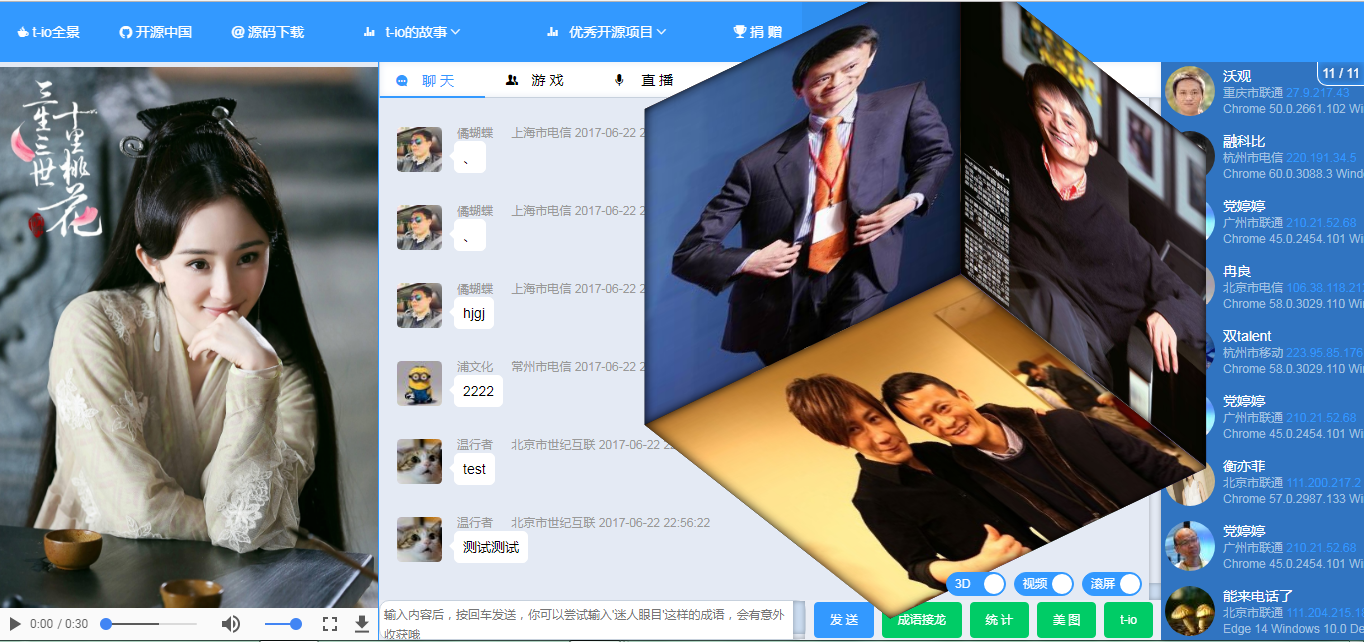 t-io全景
开源中国
源码下载
t-io的故事
优秀开源项目
捐 赠
三生三世
十里桃花
0:00 / 0:30
聊 天
游 戏
直 播
僪蝴蝶 上海市电信 2017-06-22 2
、
僪蝴蝶 上海市电信 2017-06-22 2
、
僪蝴蝶 上海市电信 2017-06-22 2
hjgj
浦文化 常州市电信 2017-06-22 2
2222
温行者 北京市世纪互联 2017-06-22 22
test
温行者 北京市世纪互联 2017-06-22 22:56:22
测试测试
3D
视频
滚屏
输入内容后，按回车发送，你可以尝试输入'迷人眼目'这样的成语，会有意外
收获哦
发 送
成语接龙
统 计
美 图
t-io
11 / 11
沃观
重庆市联通 27.9.217.43
Chrome 50.0.2661.102 Wi
融科比
杭州市电信 220.191.34.5
Chrome 60.0.3088.3 Wind
党婷婷
广州市联通 210.21.52.68
Chrome 45.0.2454.101 Wi
冉良
北京市电信 106.38.118.21
Chrome 58.0.3029.110 Wi
双talent
杭州市移动 223.95.85.176
Chrome 58.0.3029.110 Wi
党婷婷
广州市联通 210.21.52.68
Chrome 45.0.2454.101 Wi
衡亦菲
北京市联通 111.200.217.2
Chrome 57.0.2987.133 Wi
党婷婷
广州市联通 210.21.52.68
Chrome 45.0.2454.101 Wi
能来电话了
北京市联通 111.204.215.1
Edge 14 Windows 10.0 De